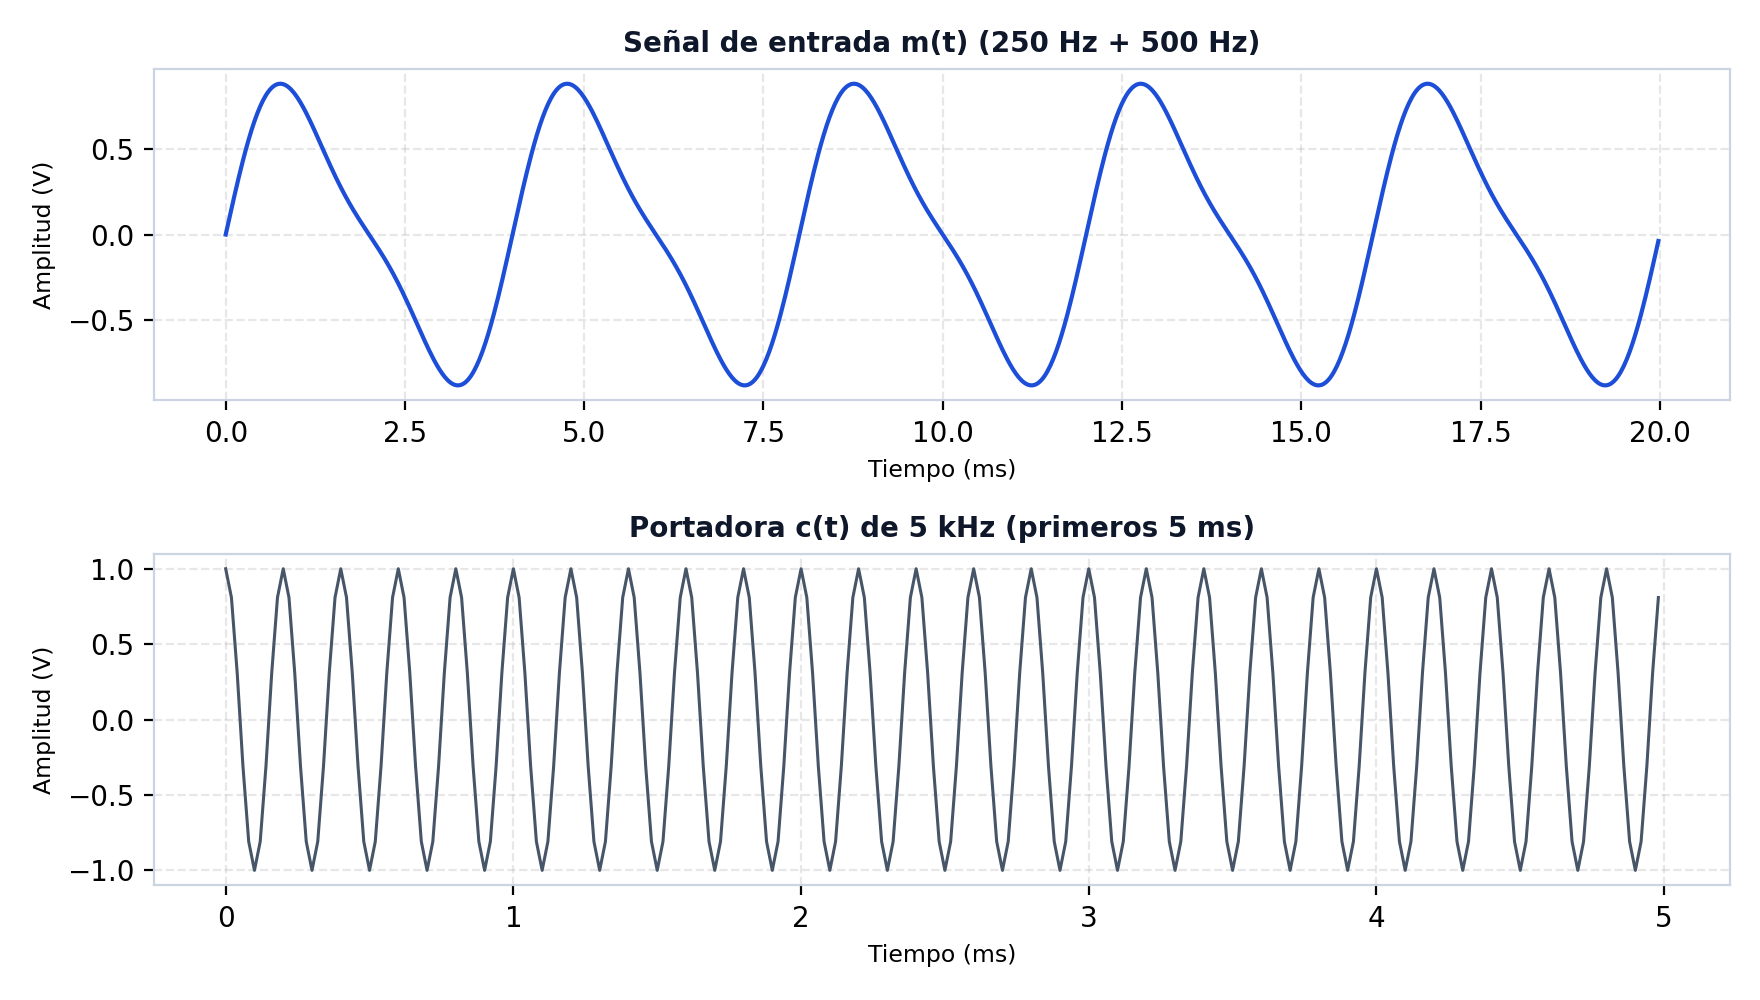 Señal de entrada m(t) (250 Hz + 500 Hz)
Amplitud (V)
0.5
0.0
−0.5
0.0 2.5 5.0 7.5 10.0 12.5 15.0 17.5 20.0
Tiempo (ms)
Portadora c(t) de 5 kHz (primeros 5 ms)
Amplitud (V)
1.0
0.5
0.0
−0.5
−1.0
0 1 2 3 4 5
Tiempo (ms)